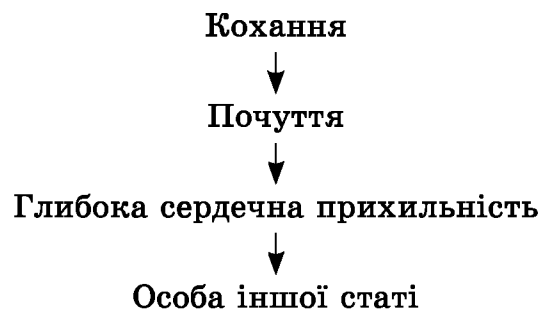 Кохання
Почуття
Глибока сердечна прихильність
Особа іншої статі